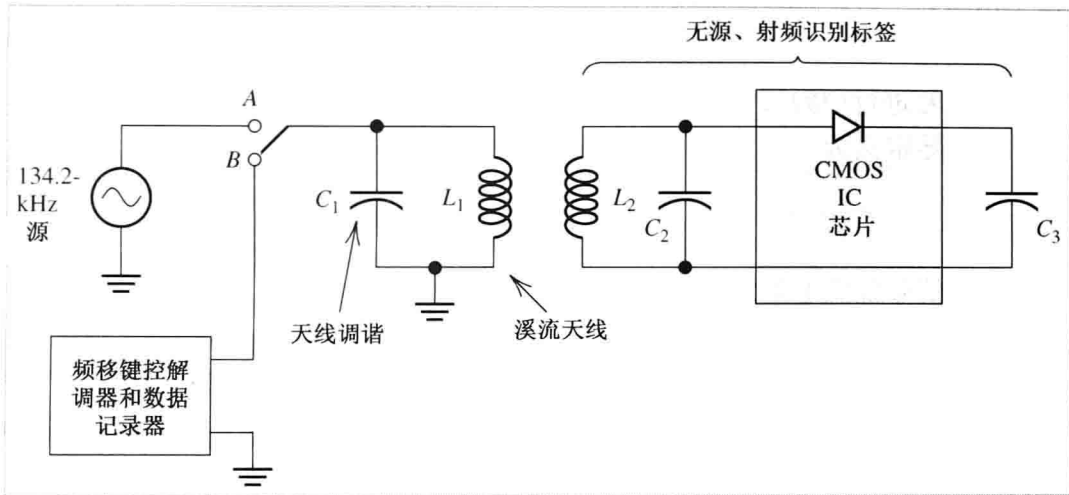 无源、射频识别标签
A
B
134.2-
kHz
源
C1
L1
L2
C2
CMOS
IC
芯片
C3
天线调谐
溪流天线
频移键控解
调器和数据
记录器